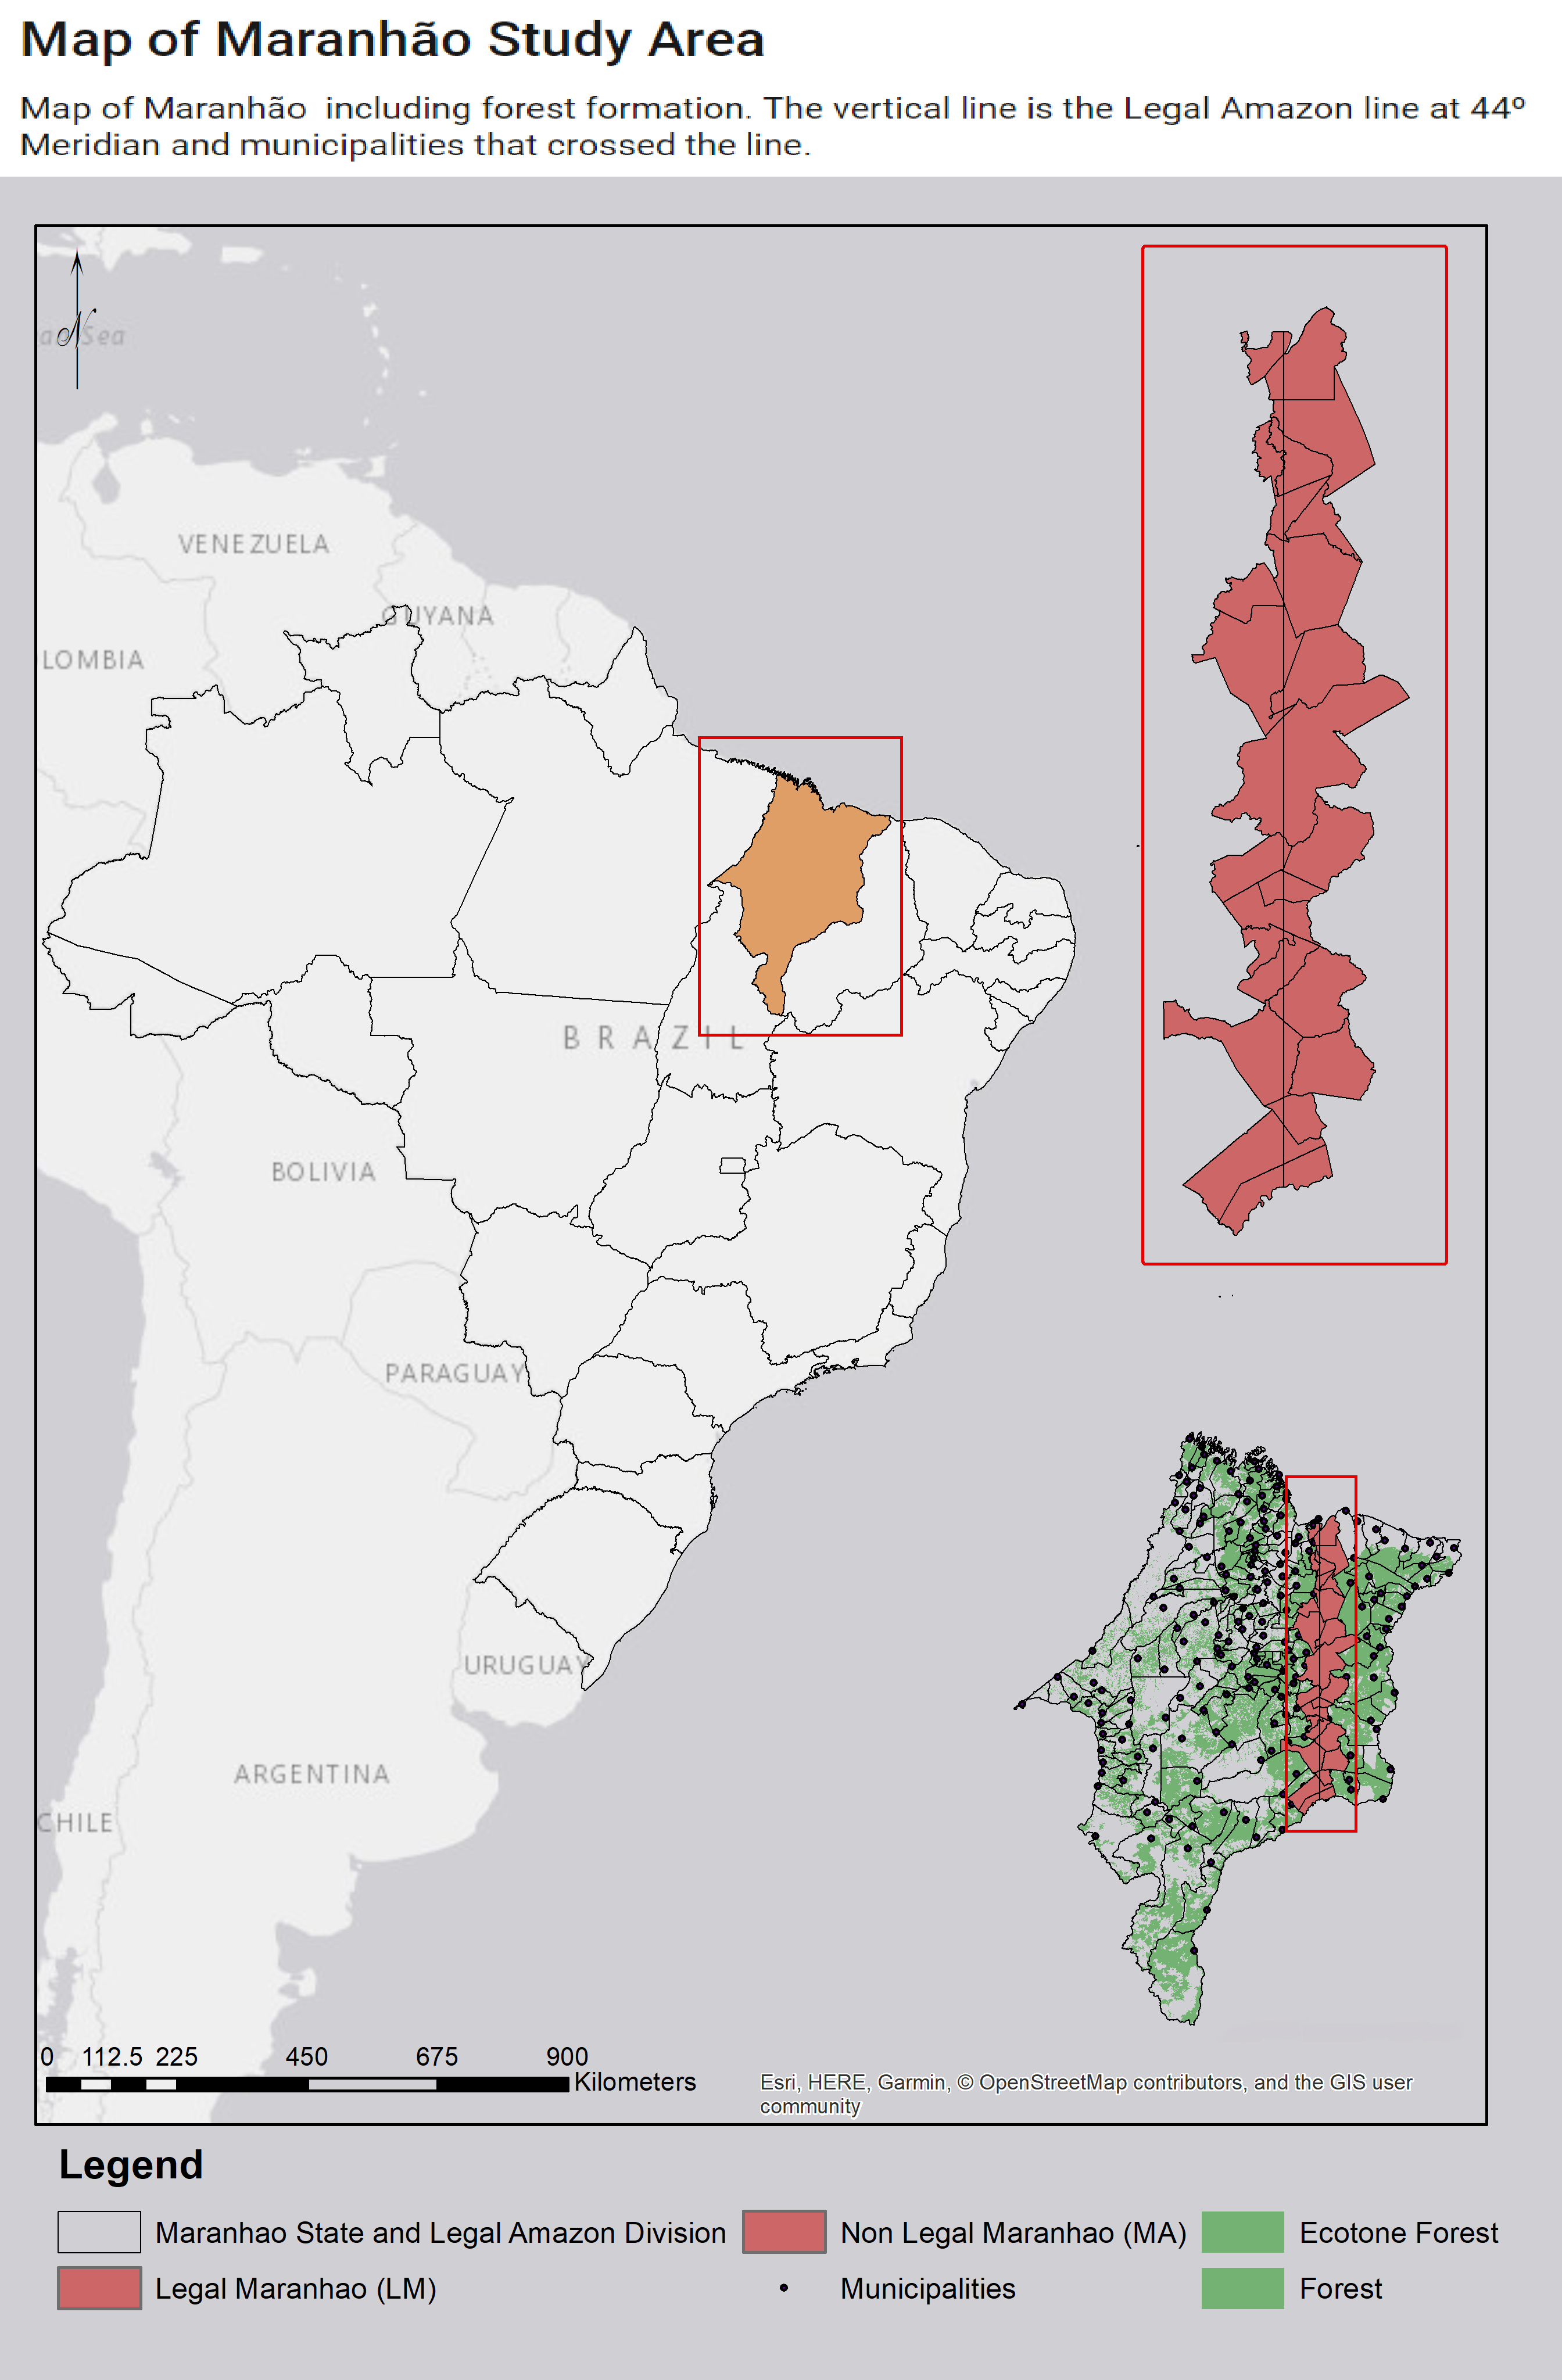 Map of Maranhão Study Area
Map of Maranhão including forest formation. The vertical line is the Legal Amazon line at 44º
Meridian and municipalities that crossed the line.
N
Sea
VENEZUELA
GUYANA
LOMBIA
BRAZIL
BOLIVIA
PARAGUAY
URUGUAY
ARGENTINA
CHILE
0 112.5 225 450 675 900
Kilometers
Esri, HERE, Garmin, © OpenStreetMap contributors, and the GIS user
community
Legend
Maranhao State and Legal Amazon Division
Non Legal Maranhao (MA)
Ecotone Forest
Legal Maranhao (LM)
Municipalities
Forest